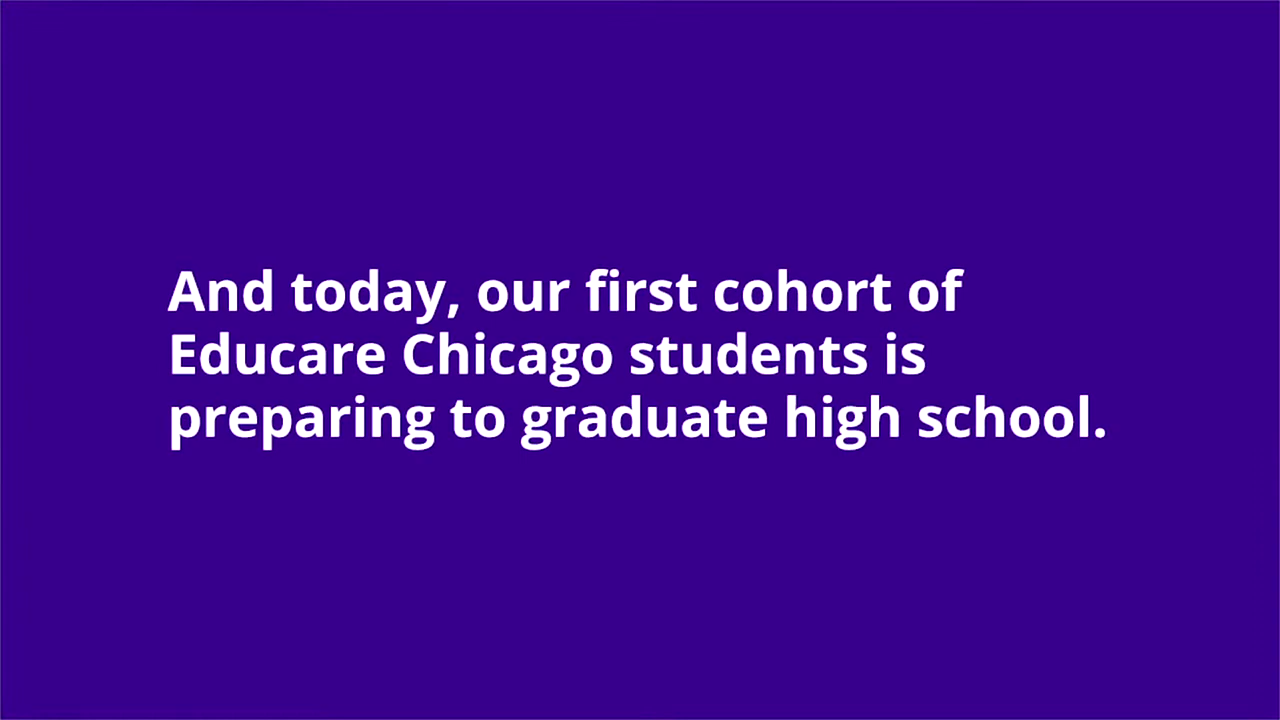 And today, our first cohort of
Educare Chicago students is
preparing to graduate high school.